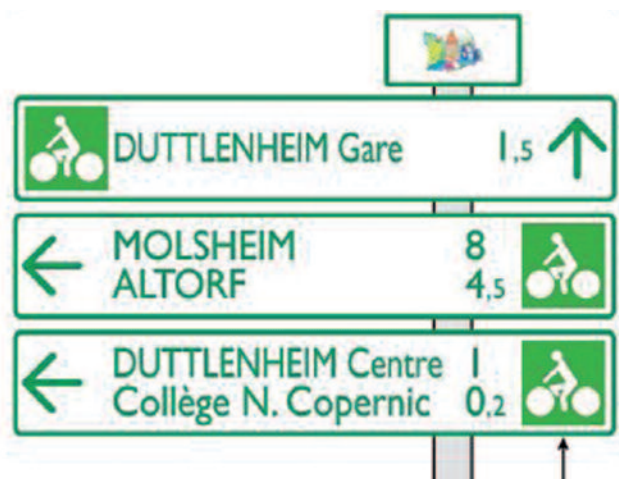 DUTTLENHEIM Gare 1,5
MOLSHEIM 8
ALTORF 4,5
DUTTLENHEIM Centre 1
Collège N. Copernic 0,2